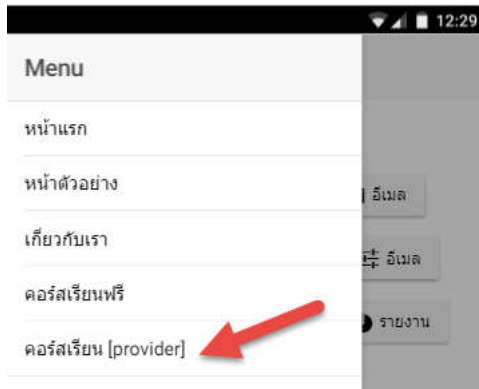 12:29
Menu
หน้าแรก
หน้าตัวอย่าง
อีเมล
เกี่ยวกับเรา
อีเมล
คอร์สเรียนฟรี
รายงาน
คอร์สเรียน [provider]